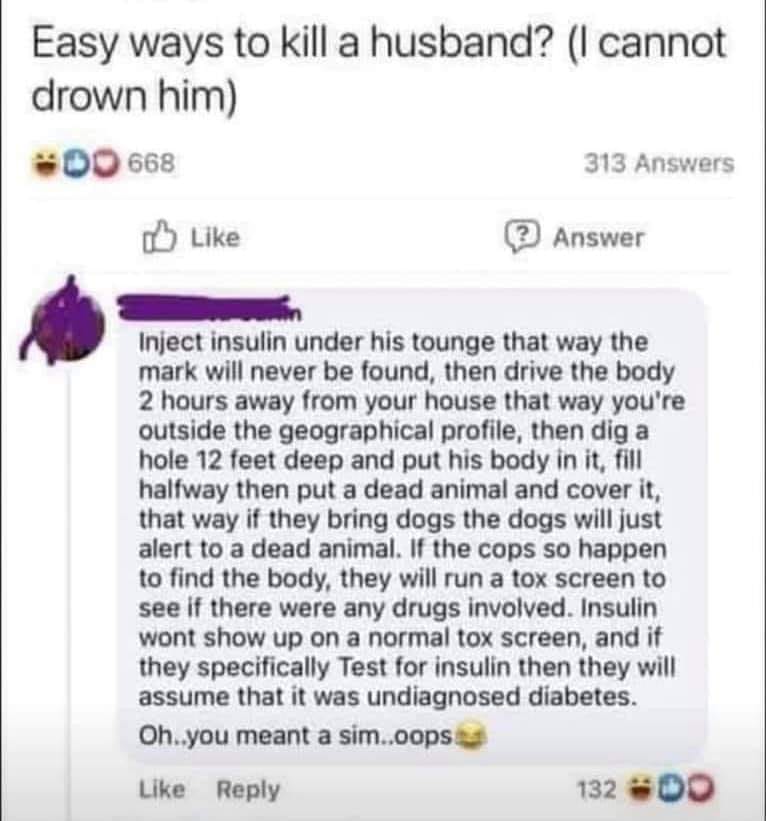 Easy ways to kill a husband? (I cannot
drown him)
668
313 Answers
Like
Answer
Inject insulin under his tounge that way the
mark will never be found, then drive the body
2 hours away from your house that way you're
outside the geographical profile, then dig a
hole 12 feet deep and put his body in it, fill
halfway then put a dead animal and cover it,
that way if they bring dogs the dogs will just
alert to a dead animal. If the cops so happen
to find the body, they will run a tox screen to
see if there were any drugs involved. Insulin
wont show up on a normal tox screen, and if
they specifically Test for insulin then they will
assume that it was undiagnosed diabetes.
Oh..you meant a sim..oops😂
Like Reply
132